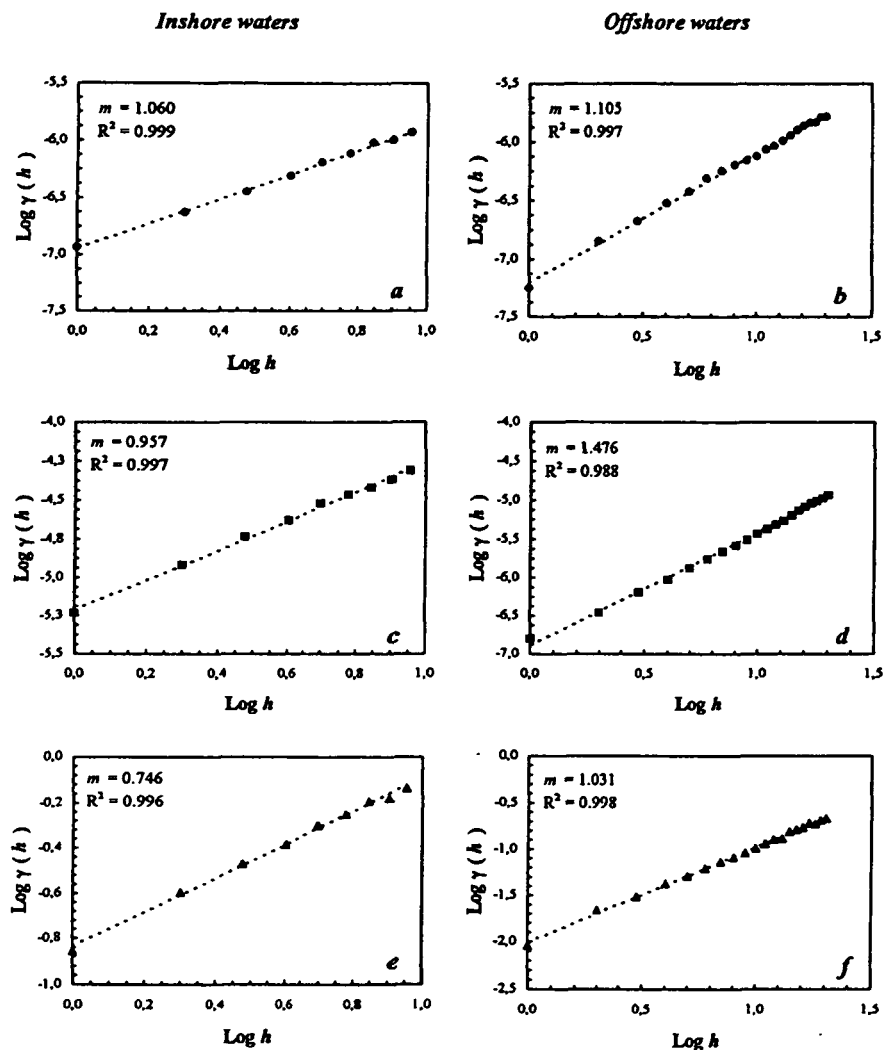 Inshore waters
Offshore waters
m = 1.060
R² = 0.999
-5,5
-6,0
-6,5
-7,0
-7,5
Log γ ( h )
0,0 0,2 0,4 0,6 0,8 1,0
Log h
a
m = 1.105
R² = 0.997
-5,5
-6,0
-6,5
-7,0
-7,5
Log γ ( h )
0,0 0,5 1,0 1,5
Log h
b
m = 0.957
R² = 0.997
-4,0
-4,3
-4,5
-4,8
-5,0
-5,3
-5,5
Log γ ( h )
0,0 0,2 0,4 0,6 0,8 1,0
Log h
c
m = 1.476
R² = 0.988
-4,0
-4,5
-5,0
-5,5
-6,0
-6,5
-7,0
Log γ ( h )
0,0 0,5 1,0 1,5
Log h
d
m = 0.746
R² = 0.996
0,0
-0,2
-0,4
-0,6
-0,8
-1,0
Log γ ( h )
0,0 0,2 0,4 0,6 0,8 1,0
Log h
e
m = 1.031
R² = 0.998
0,0
-0,5
-1,0
-1,5
-2,0
-2,5
Log γ ( h )
0,0 0,5 1,0 1,5
Log h
f